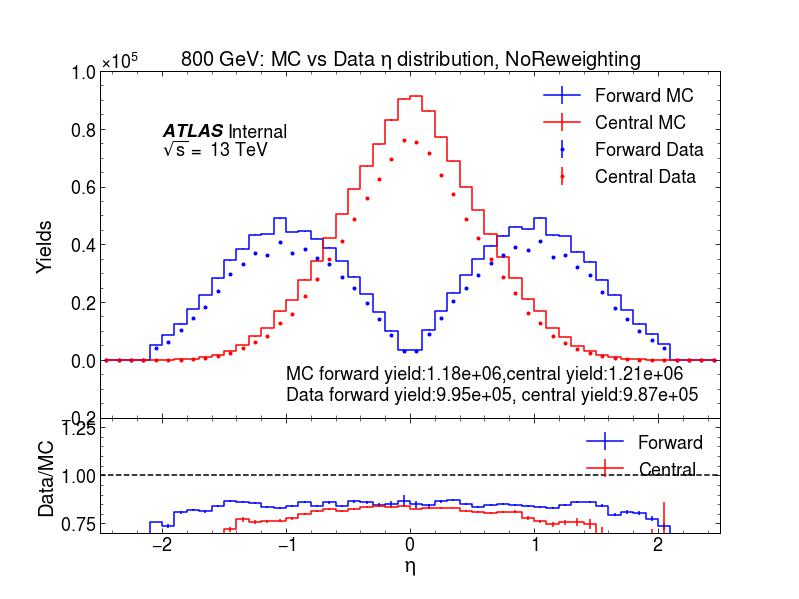 ×10⁵
800 GeV: MC vs Data η distribution, NoReweighting
1.0
0.8
0.6
0.4
0.2
0.0
0.2
Yields
ATLAS Internal
√s = 13 TeV
Forward MC
Central MC
Forward Data
Central Data
MC forward yield:1.18e+06,central yield:1.21e+06
Data forward yield:9.95e+05, central yield:9.87e+05
1.25
1.00
0.75
Data/MC
Forward
Central
−2 −1 0 1 2
η